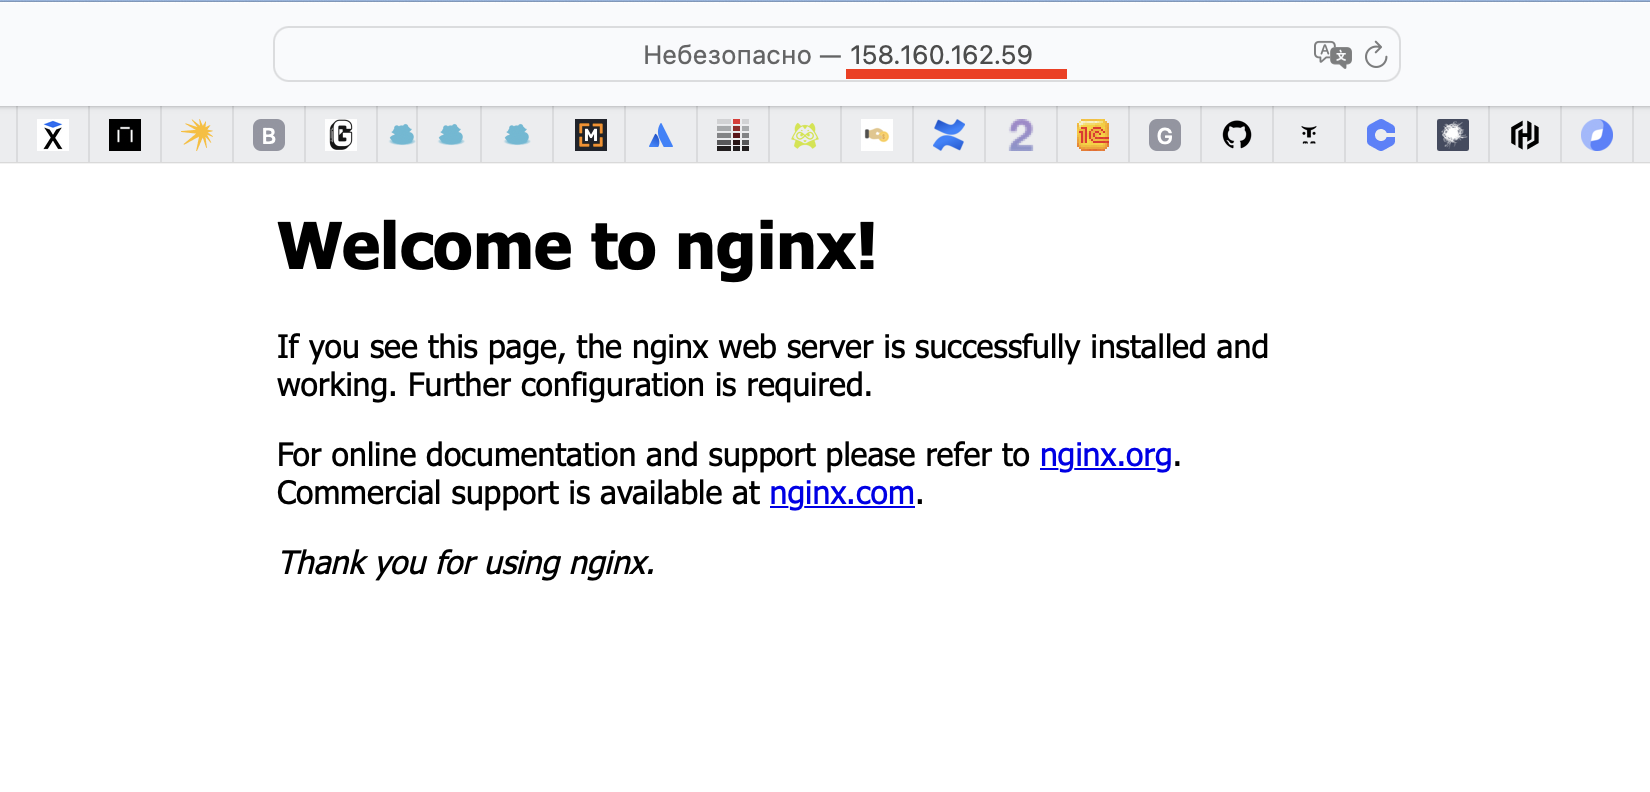 Небезопасно — 158.160.162.59
Welcome to nginx!
If you see this page, the nginx web server is successfully installed and
working. Further configuration is required.
For online documentation and support please refer to nginx.org.
Commercial support is available at nginx.com.
Thank you for using nginx.